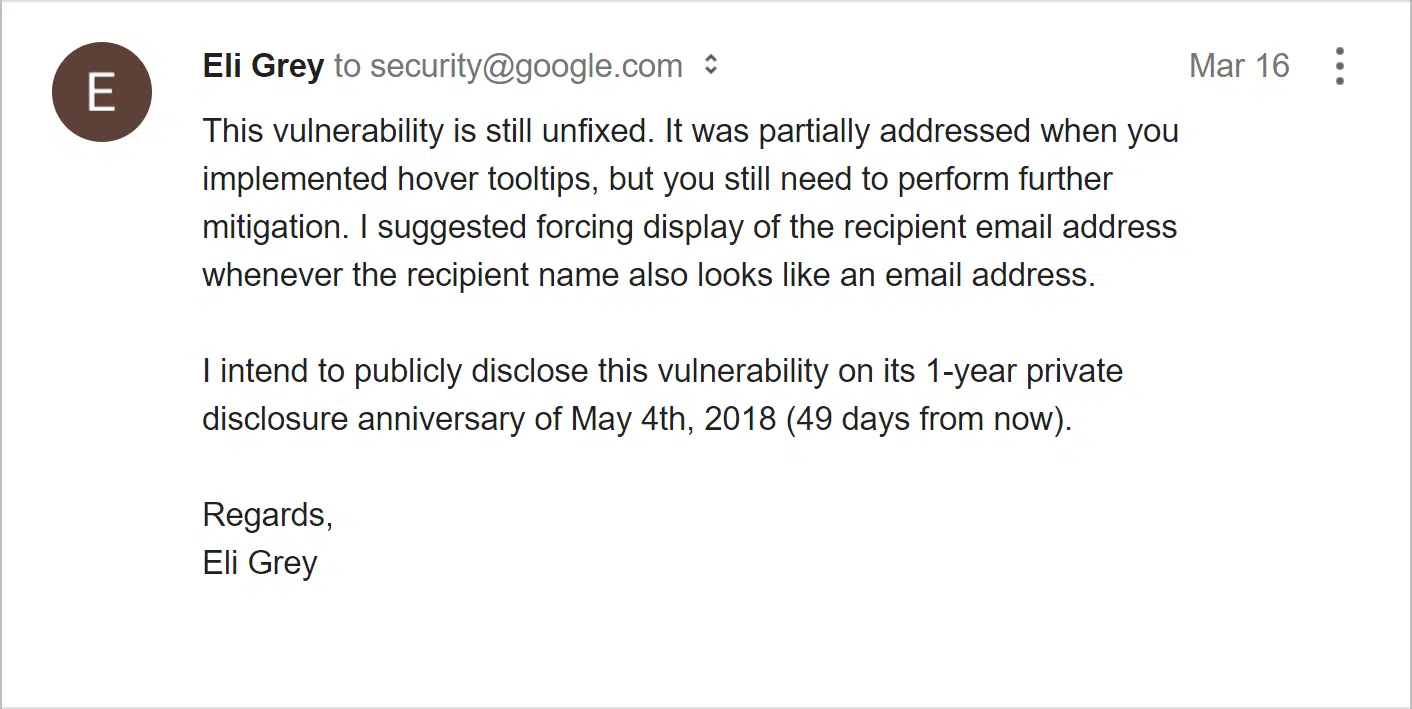 E
Eli Grey to security@google.com
Mar 16
This vulnerability is still unfixed. It was partially addressed when you
implemented hover tooltips, but you still need to perform further
mitigation. I suggested forcing display of the recipient email address
whenever the recipient name also looks like an email address.
I intend to publicly disclose this vulnerability on its 1-year private
disclosure anniversary of May 4th, 2018 (49 days from now).
Regards,
Eli Grey